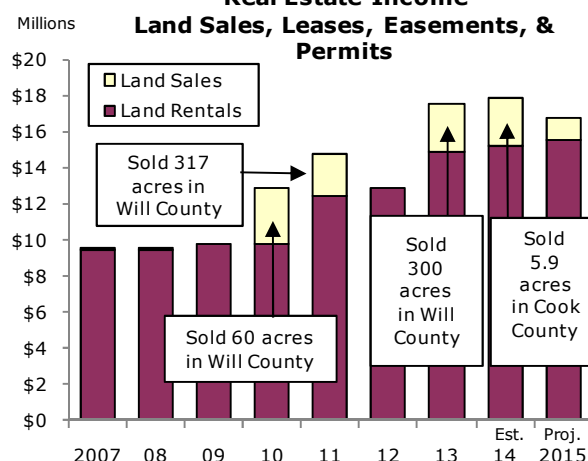 Real Estate Income
Land Sales, Leases, Easements, &
Permits
Millions
$20
$18
$16
$14
$12
$10
$8
$6
$4
$2
$0
Land Sales
Land Rentals
Sold 317
acres in
Will County
Sold 60 acres
in Will County
Sold
300
acres
in Will
County
Sold
5.9
acres
in Cook
County
Est. Proj.
2007 08 09 10 11 12 13 14 2015